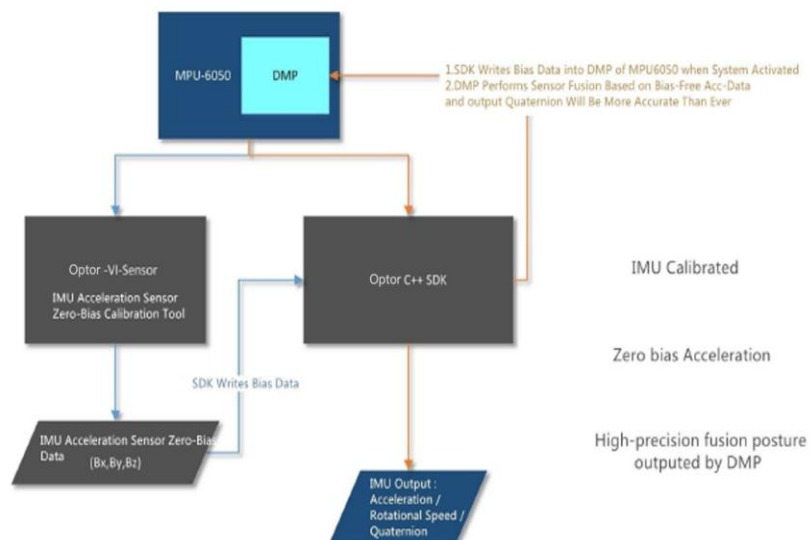 MPU-6050
DMP
1.SDK Writes Bias Data into DMP of MPU6050 when System Activated
2.DMP Performs Sensor Fusion Based on Bias-Free Acc-Data
and output Quaternion Will Be More Accurate Than Ever
Optor -VI-Sensor
IMU Acceleration Sensor
Zero-Bias Calibration Tool
Optor C++ SDK
IMU Calibrated
Zero bias Acceleration
SDK Writes Bias Data
IMU Acceleration Sensor Zero-Bias
Data
(Bx,By,Bz)
High-precision fusion posture
outputed by DMP
IMU Output :
Acceleration /
Rotational Speed /
Quaternion